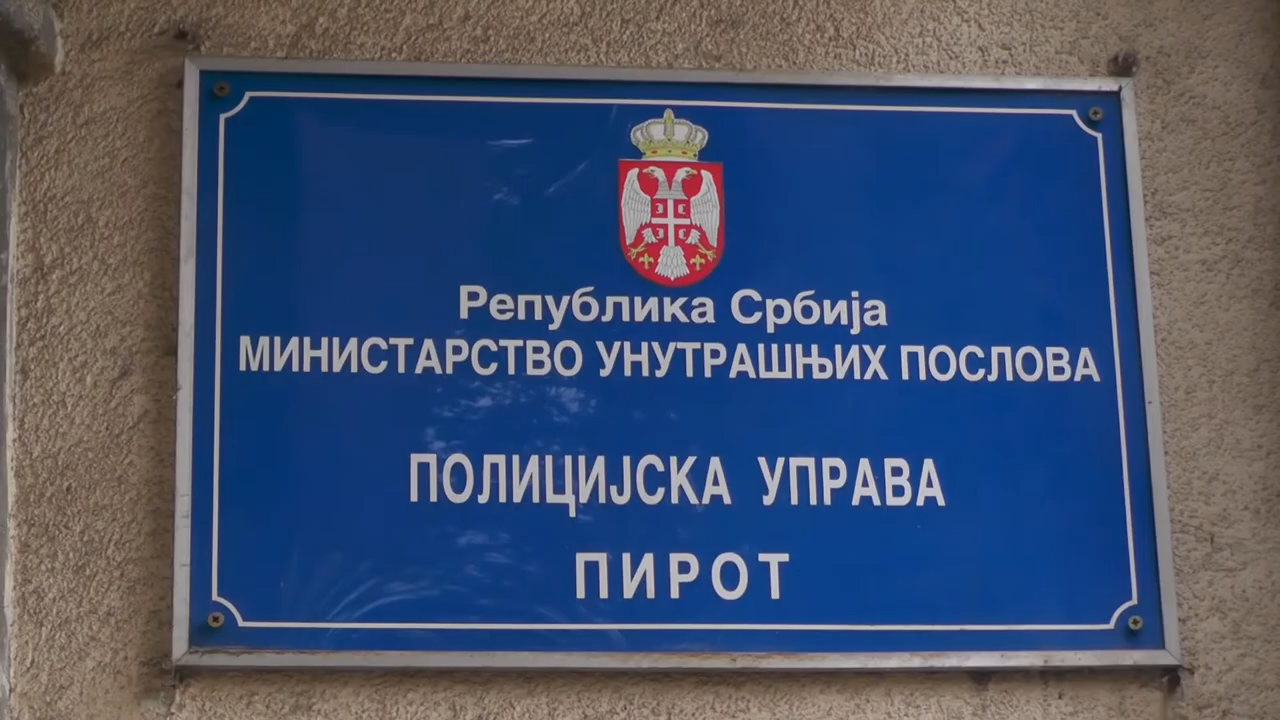 Република Србија
МИНИСТАРСТВО УНУТРАШЊИХ ПОСЛОВА
ПОЛИЦИЈСКА УПРАВА
ПИРОТ